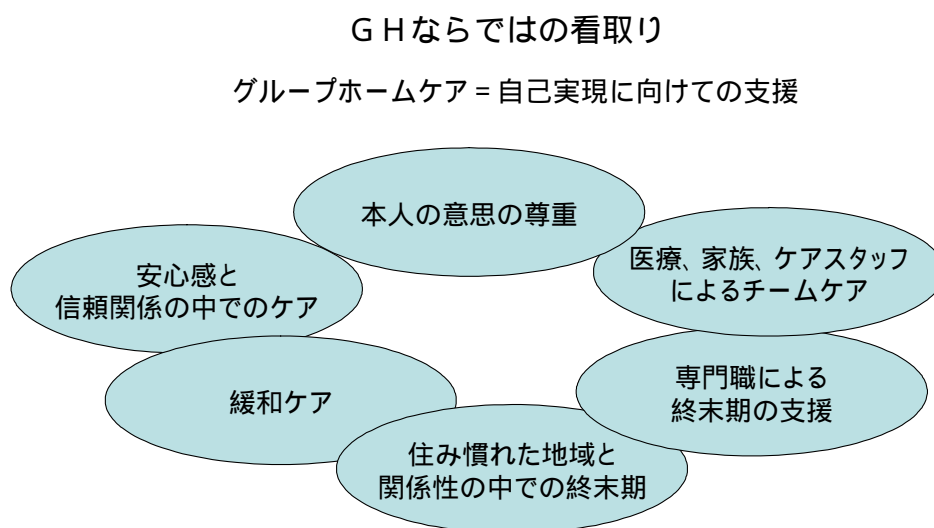 ＧＨならではの看取り
グループホームケア＝自己実現に向けての支援
本人の意思の尊重
医療、家族、ケアスタッフ
によるチームケア
安心感と
信頼関係の中でのケア
専門職による
終末期の支援
緩和ケア
住み慣れた地域と
関係性の中での終末期